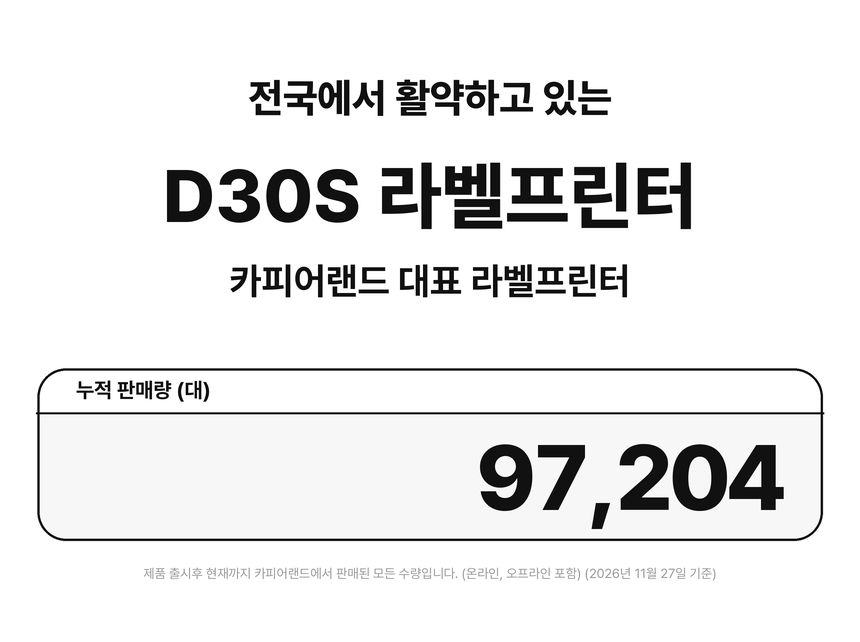 전국에서 활약하고 있는
D30S 라벨프린터
카피어랜드 대표 라벨프린터
누적 판매량 (대)
97,204
제품 출시후 현재까지 카피어랜드에서 판매된 모든 수량입니다. (온라인, 오프라인 포함) (2026년 11월 27일 기준)